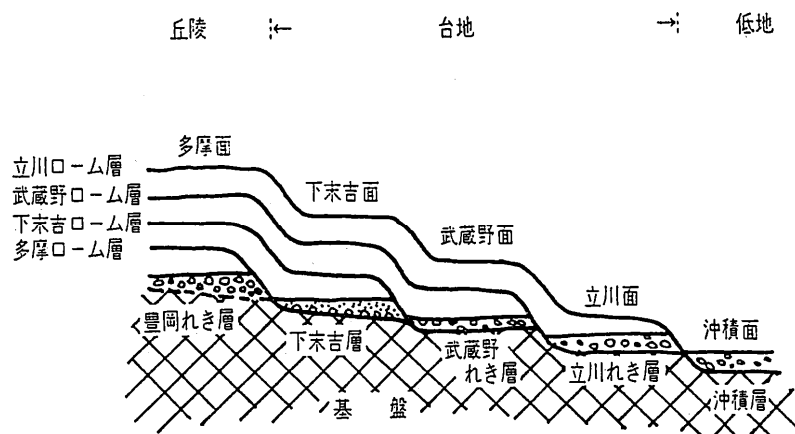 丘陵
台地
低地
多摩面
下末吉面
武蔵野面
立川面
沖積面
立川ローム層
武蔵野ローム層
下末吉ローム層
多摩ローム層
豊岡れき層
下末吉層
武蔵野
れき層
立川れき層
沖積層
基盤